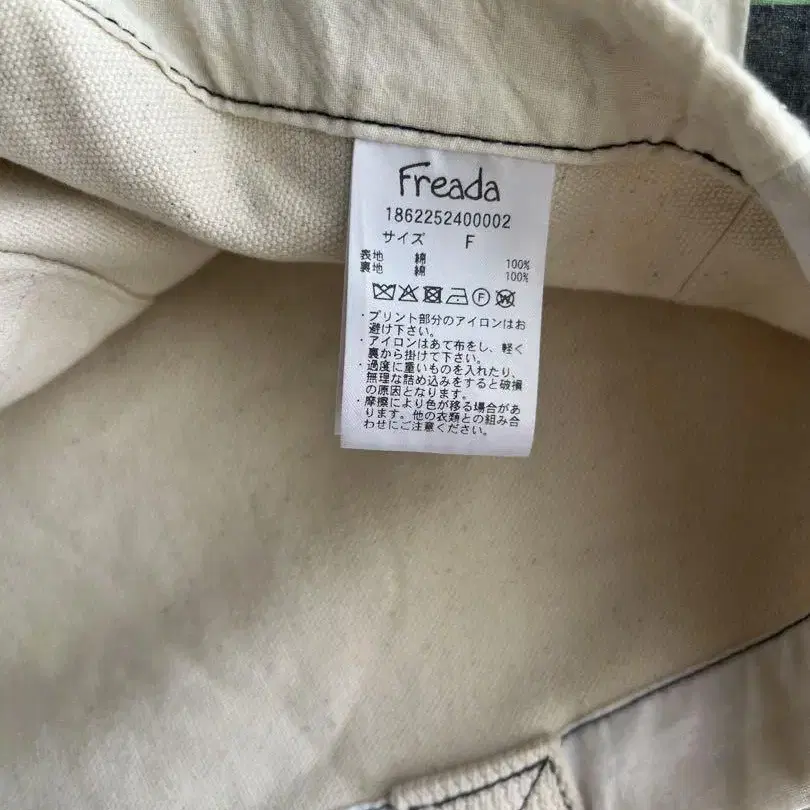 Freada
1862252400002
サイズ F
表地 綿 100%
裏地 綿 100%
F W
・プリント部分のアイロンはお
避け下さい。
・アイロンはあて布をし、軽く
裏から掛けて下さい。
・過度に重いものを入れたり、
無理な詰め込みをすると破損
の原因となります。
・摩擦により色が移る場合があ
ります。他の衣類との組み合
わせにご注意ください。